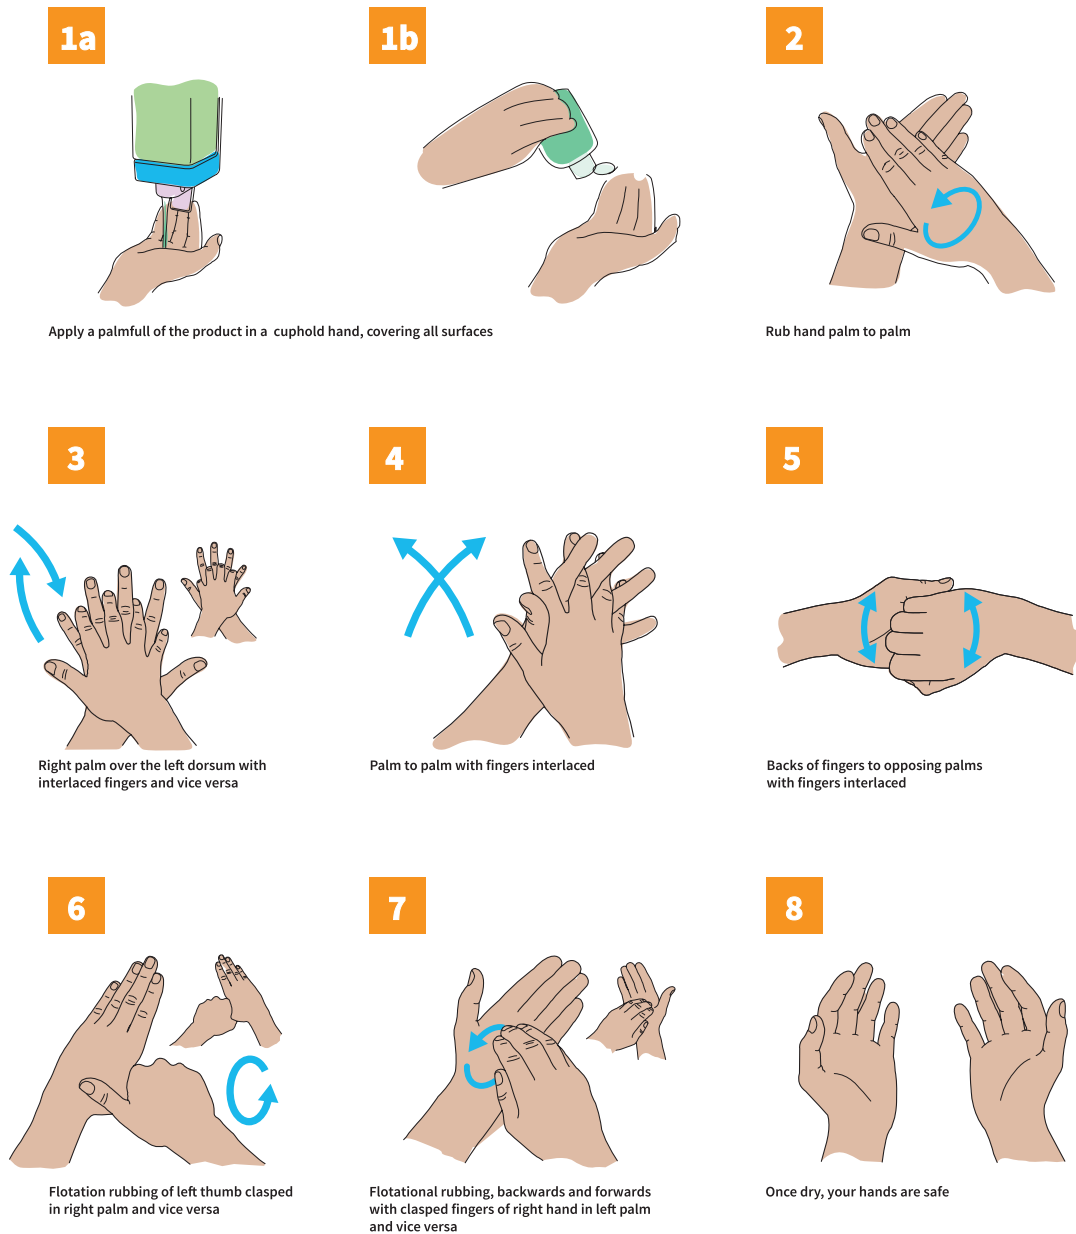 1a
1b
2
Apply a palmfull of the product in a cuphold hand, covering all surfaces
Rub hand palm to palm
3
4
5
Right palm over the left dorsum with
interlaced fingers and vice versa
Palm to palm with fingers interlaced
Backs of fingers to opposing palms
with fingers interlaced
6
7
8
Flotation rubbing of left thumb clasped
in right palm and vice versa
Flotational rubbing, backwards and forwards
with clasped fingers of right hand in left palm
and vice versa
Once dry, your hands are safe